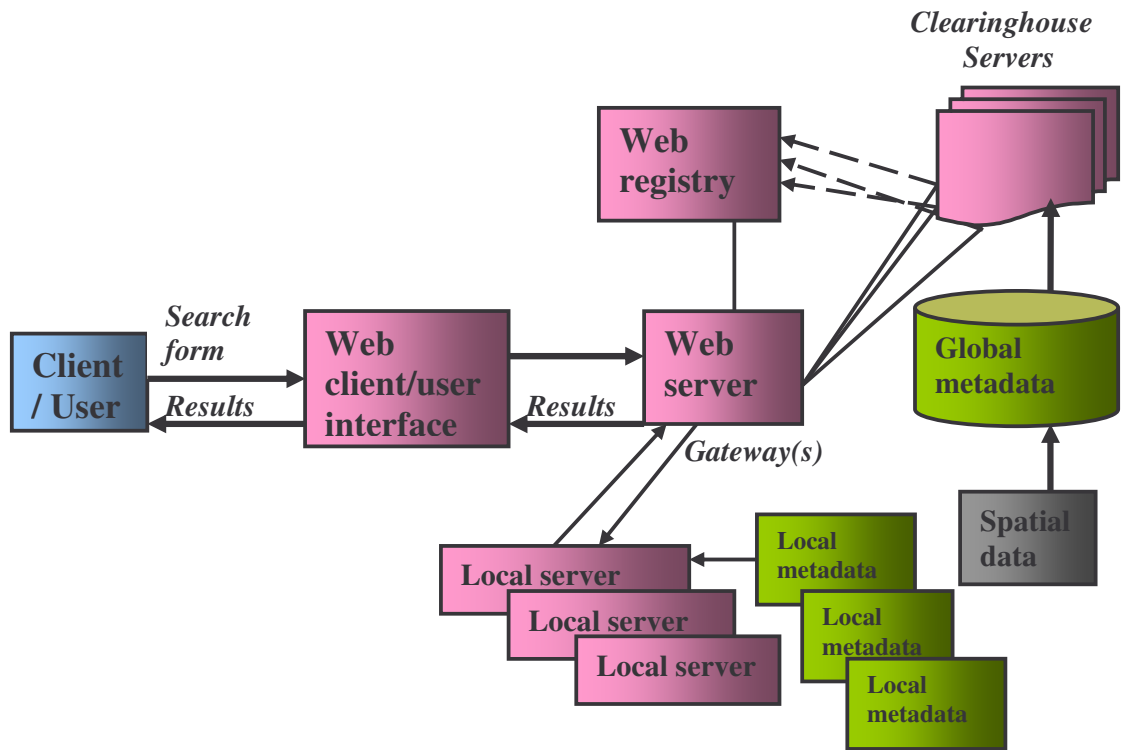 Clearinghouse
Servers
Web
registry
Search
form
Client
/ User
Results
Web
client/user
interface
Results
Web
server
Gateway(s)
Global
metadata
Spatial
data
Local server
Local server
Local server
Local
metadata
Local
metadata
Local
metadata